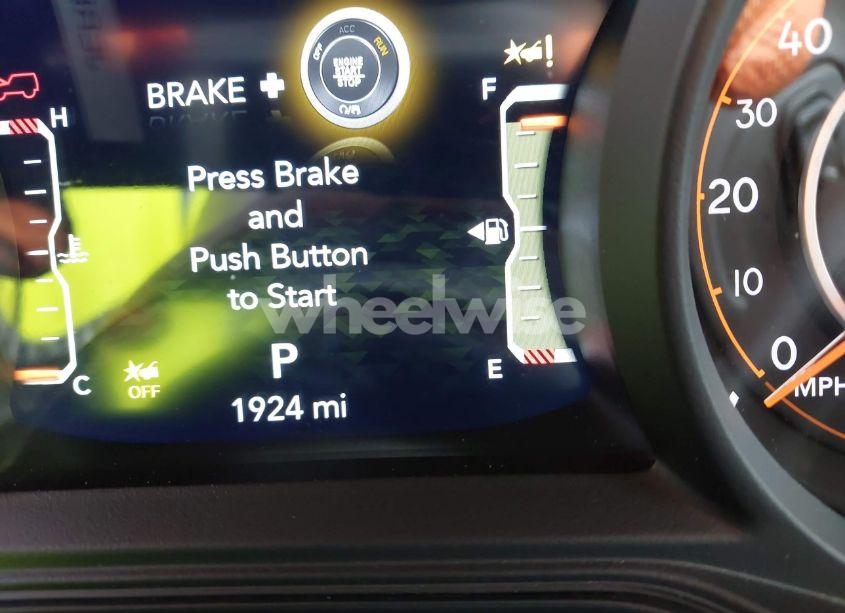 ACC
OFF
RUN
ENGINE
START
STOP
BRAKE +
H
F
!
40
30
20
10
0
MPH
Press Brake
and
Push Button
to Start
wheelwise
P
OFF
C
E
1924 mi